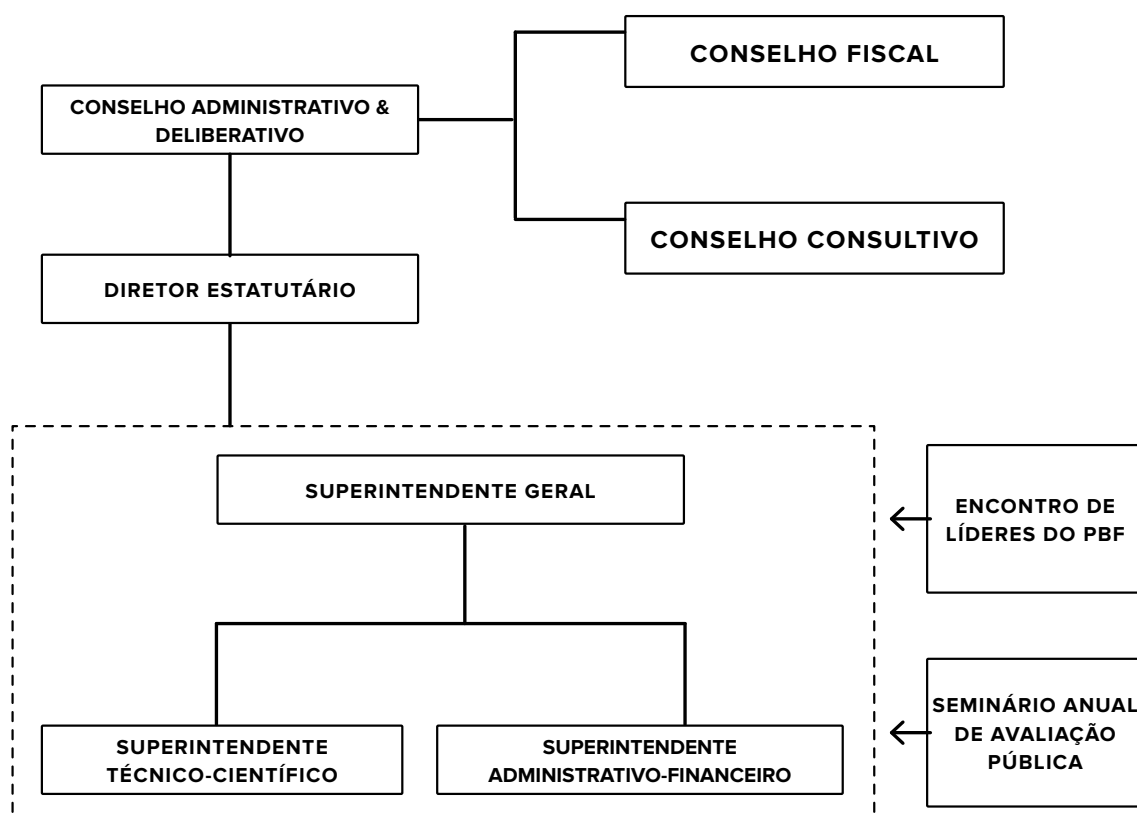 CONSELHO FISCAL
CONSELHO ADMINISTRATIVO &
DELIBERATIVO
CONSELHO CONSULTIVO
DIRETOR ESTATUTÁRIO
SUPERINTENDENTE GERAL
ENCONTRO DE
LÍDERES DO PBF
SUPERINTENDENTE
TÉCNICO-CIENTÍFICO
SUPERINTENDENTE
ADMINISTRATIVO-FINANCEIRO
SEMINÁRIO ANUAL
DE AVALIAÇÃO
PÚBLICA